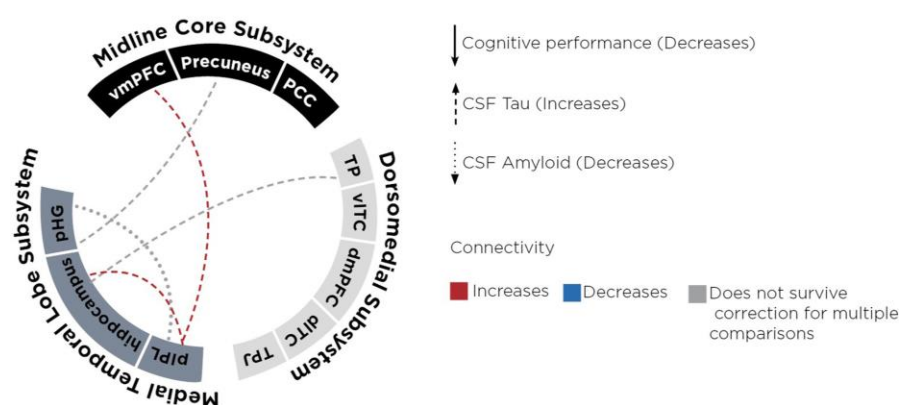 Midline Core Subsystem
vmPFC
Precuneus
PCC
Dorsomedial Subsystem
TP
vlTC
dmPFC
dlTC
TPJ
Medial Temporal Lobe Subsystem
pHG
hippocampus
pIPL
Cognitive performance (Decreases)
CSF Tau (Increases)
CSF Amyloid (Decreases)
Connectivity
Increases
Decreases
Does not survive
correction for multiple
comparisons